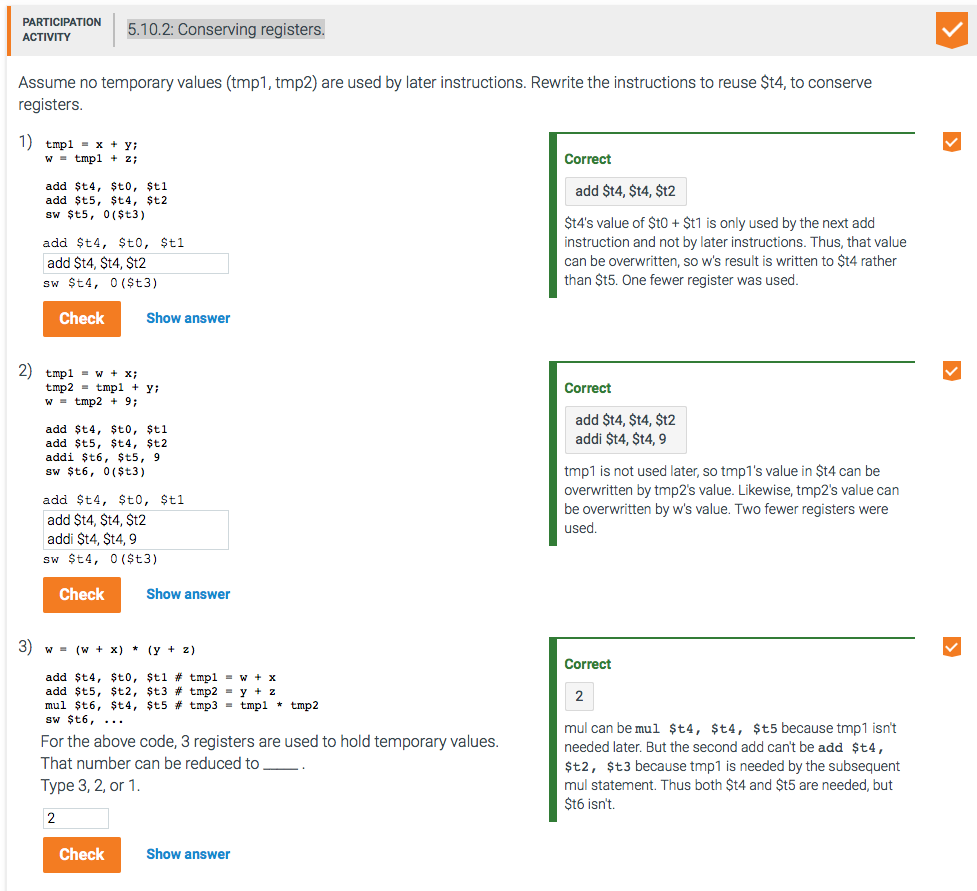 PARTICIPATION
ACTIVITY
5.10.2: Conserving registers.
Assume no temporary values (tmp1, tmp2) are used by later instructions. Rewrite the instructions to reuse $t4, to conserve
registers.
1)
tmp1 = x + y;
w = tmp1 + z;
add $t4, $t0, $t1
add $t5, $t4, $t2
sw $t5, 0($t3)
add $t4, $t0, $t1
add $t4, $t4, $t2
sw $t4, 0($t3)
Check
Show answer
Correct
add $t4, $t4, $t2
$t4's value of $t0 + $t1 is only used by the next add
instruction and not by later instructions. Thus, that value
can be overwritten, so w's result is written to $t4 rather
than $t5. One fewer register was used.
2)
tmp1 = w + x;
tmp2 = tmp1 + y;
w = tmp2 + 9;
add $t4, $t0, $t1
add $t5, $t4, $t2
addi $t6, $t5, 9
sw $t6, 0($t3)
add $t4, $t0, $t1
add $t4, $t4, $t2
addi $t4, $t4, 9
sw $t4, 0($t3)
Check
Show answer
Correct
add $t4, $t4, $t2
addi $t4, $t4, 9
tmp1 is not used later, so tmp1's value in $t4 can be
overwritten by tmp2's value. Likewise, tmp2's value can
be overwritten by w's value. Two fewer registers were
used.
3)
w = (w + x) * (y + z)
add $t4, $t0, $t1 # tmp1 = w + x
add $t5, $t2, $t3 # tmp2 = y + z
mul $t6, $t4, $t5 # tmp3 = tmp1 * tmp2
sw $t6, ...
For the above code, 3 registers are used to hold temporary values.
That number can be reduced to _____ .
Type 3, 2, or 1.
2
Check
Show answer
Correct
2
mul can be mul $t4, $t4, $t5 because tmp1 isn't
needed later. But the second add can't be add $t4,
$t2, $t3 because tmp1 is needed by the subsequent
mul statement. Thus both $t4 and $t5 are needed, but
$t6 isn't.